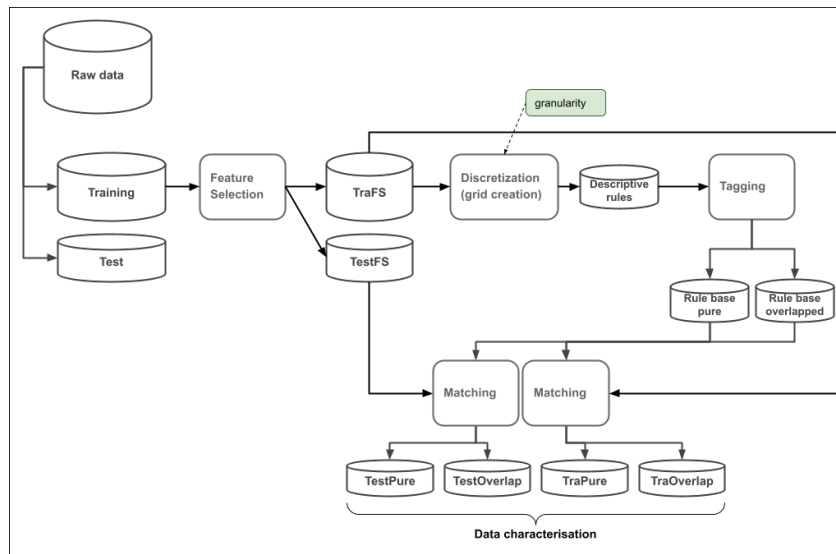 Raw data
granularity
Training
Feature
Selection
TraFS
Discretization
(grid creation)
Descriptive
rules
Tagging
Test
TestFS
Rule base
pure
Rule base
overlapped
Matching
Matching
TestPure
TestOverlap
TraPure
TraOverlap
Data characterisation